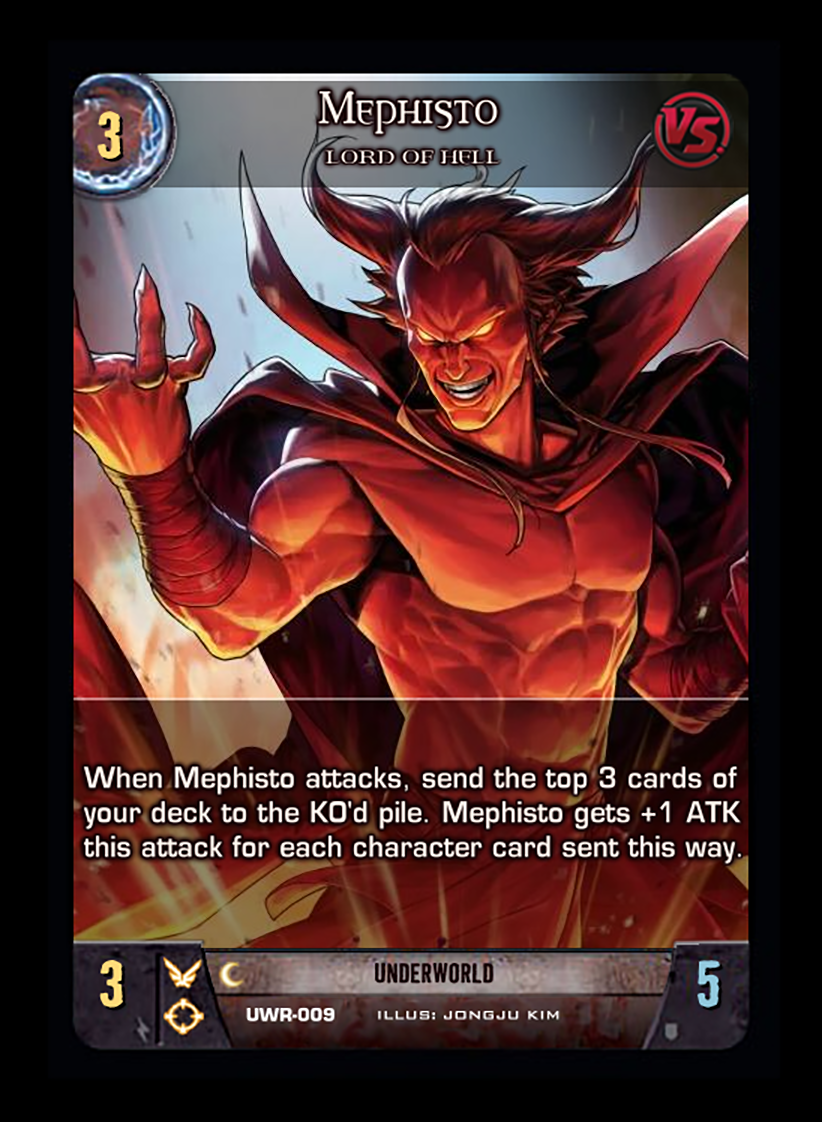 3
Mephisto
LORD OF HELL
VS.
When Mephisto attacks, send the top 3 cards of
your deck to the KO'd pile. Mephisto gets +1 ATK
this attack for each character card sent this way.
3
UNDERWORLD
5
UWR-009 ILLUS: JONGJU KIM